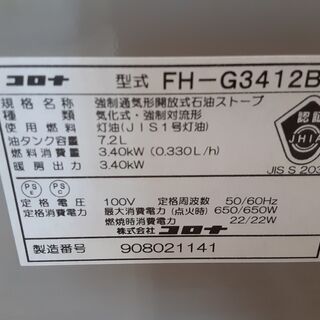 コロナ 型式 FH-G3412B
規格名称 強制通気形開放式石油ストーブ
種類 気化式・強制対流形
使用燃料 灯油(JIS1号灯油)
油タンク容量 7.2L
燃料消費量 3.40kW(0.330L/h)
暖房出力 3.40kW
認証
JHIA
JIS S 203
PS E PS C
定格電圧 100V 定格周波数 50/60Hz
定格消費電力 最大消費電力(点火時) 650/650W
燃焼時消費電力 22/22W
株式会社 コロナ
製造番号 908021141